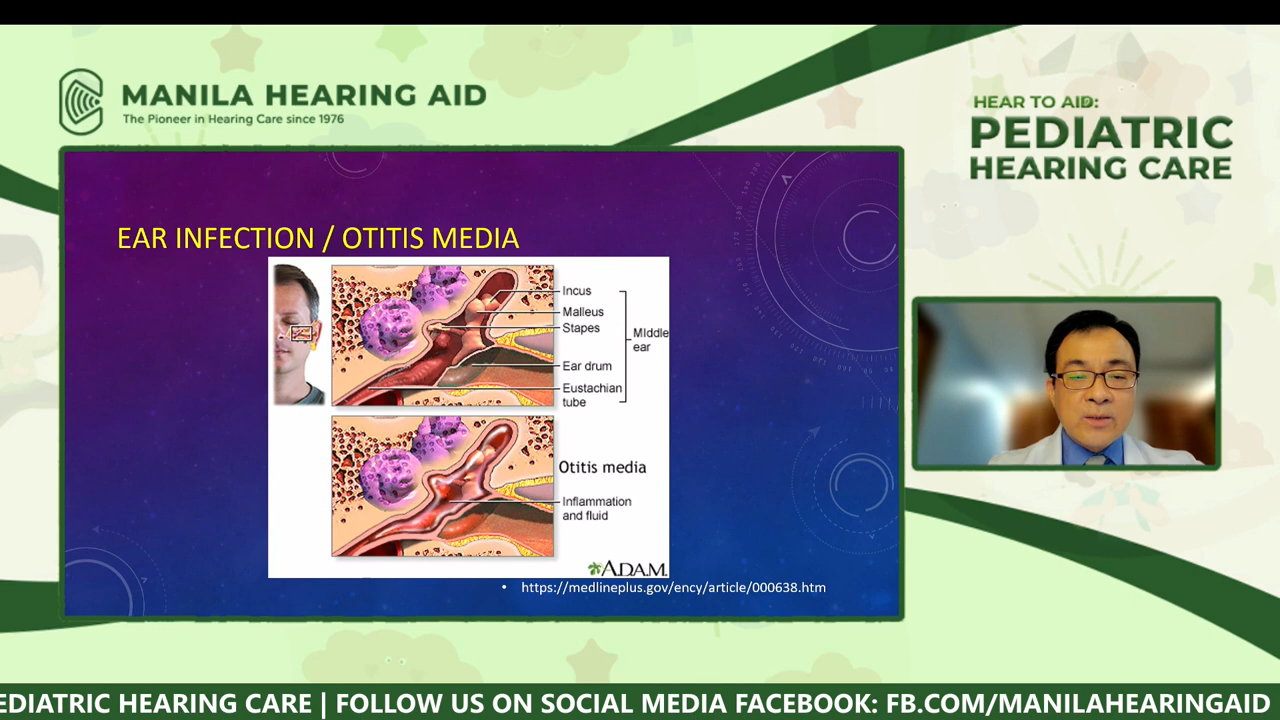 MANILA HEARING AID
The Pioneer in Hearing Care since 1976
HEAR TO AID:
PEDIATRIC
HEARING CARE
EAR INFECTION / OTITIS MEDIA
Incus
Malleus
Stapes
MIddle
ear
Ear drum
Eustachian
tube
Otitis media
Inflammation
and fluid
ADAM.
• https://medlineplus.gov/ency/article/000638.htm
EDIATRIC HEARING CARE | FOLLOW US ON SOCIAL MEDIA FACEBOOK: FB.COM/MANILAHEARINGAID